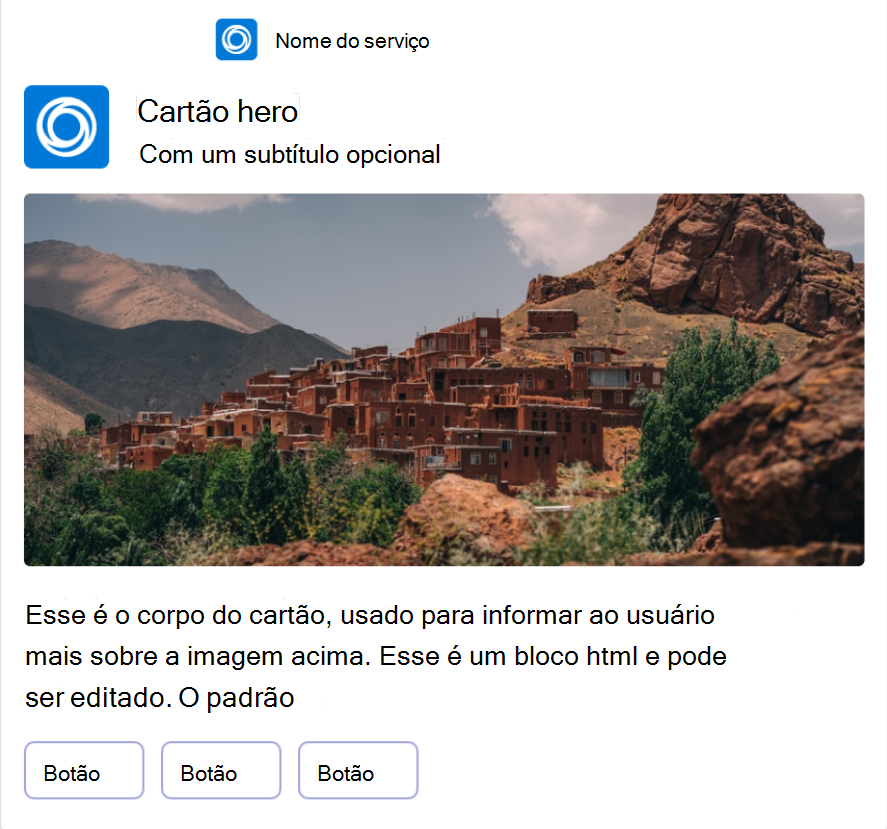 Nome do serviço
Cartão hero
Com um subtítulo opcional
Esse é o corpo do cartão, usado para informar ao usuário
mais sobre a imagem acima. Esse é um bloco html e pode
ser editado. O padrão
Botão
Botão
Botão